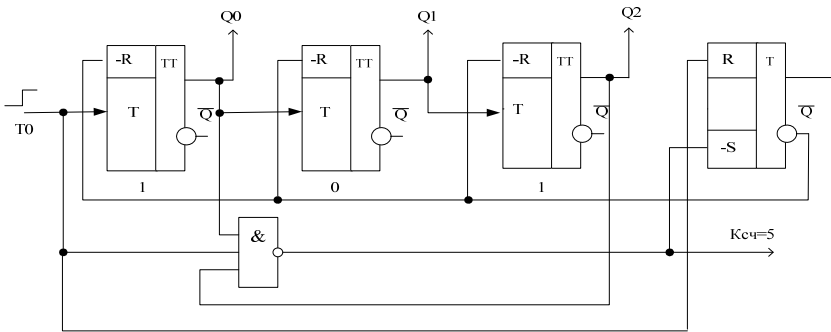 Q0 Q1 Q2
-R TT -R TT -R TT R T
T0 T Q T Q T Q -S Q
1 0 1
&
Ксч=5